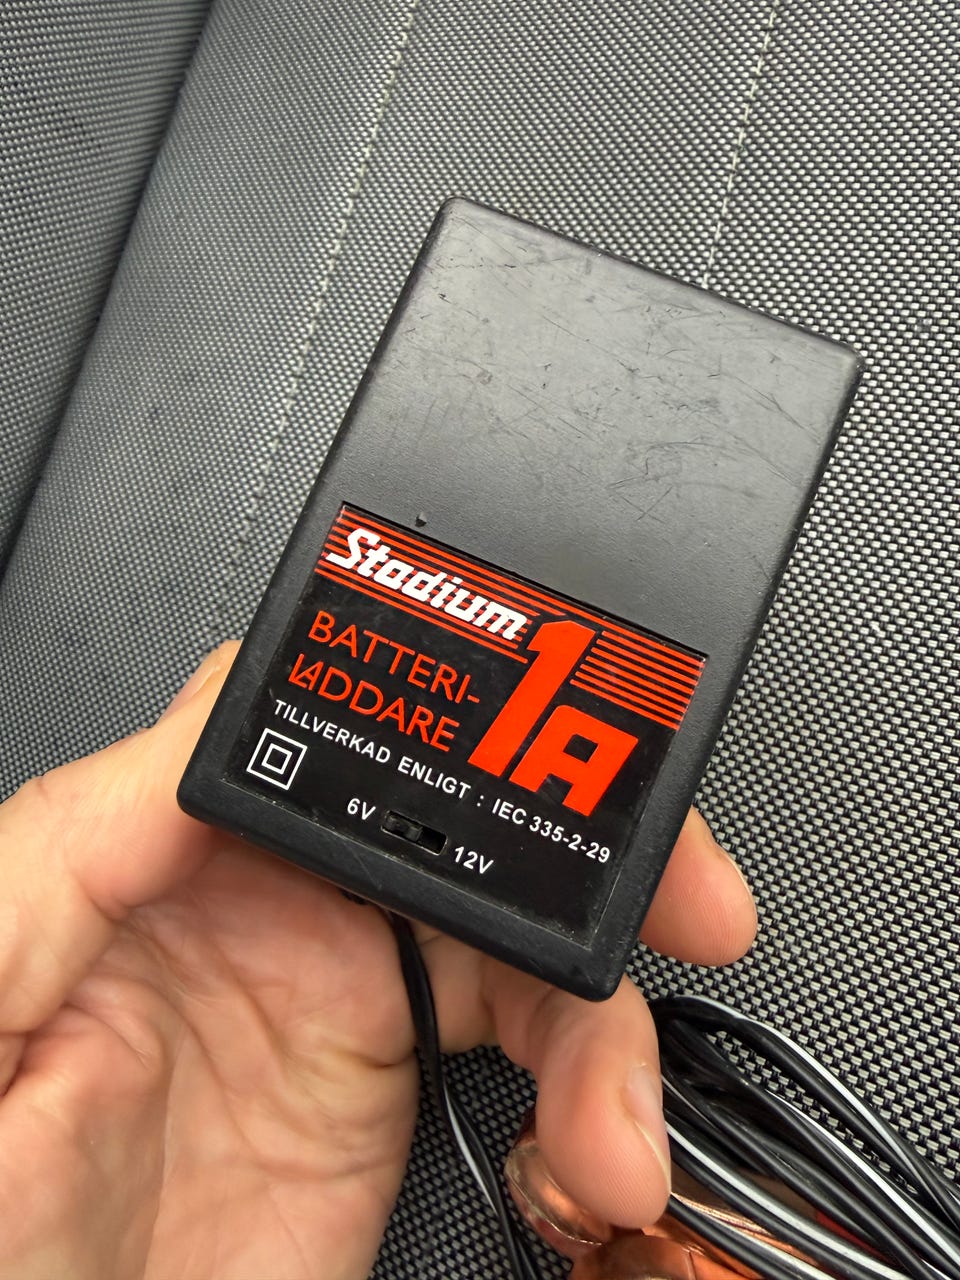 Stadium
1A
BATTERI-
LADDARE
TILLVERKAD ENLIGT : IEC 335-2-29
6V
12V